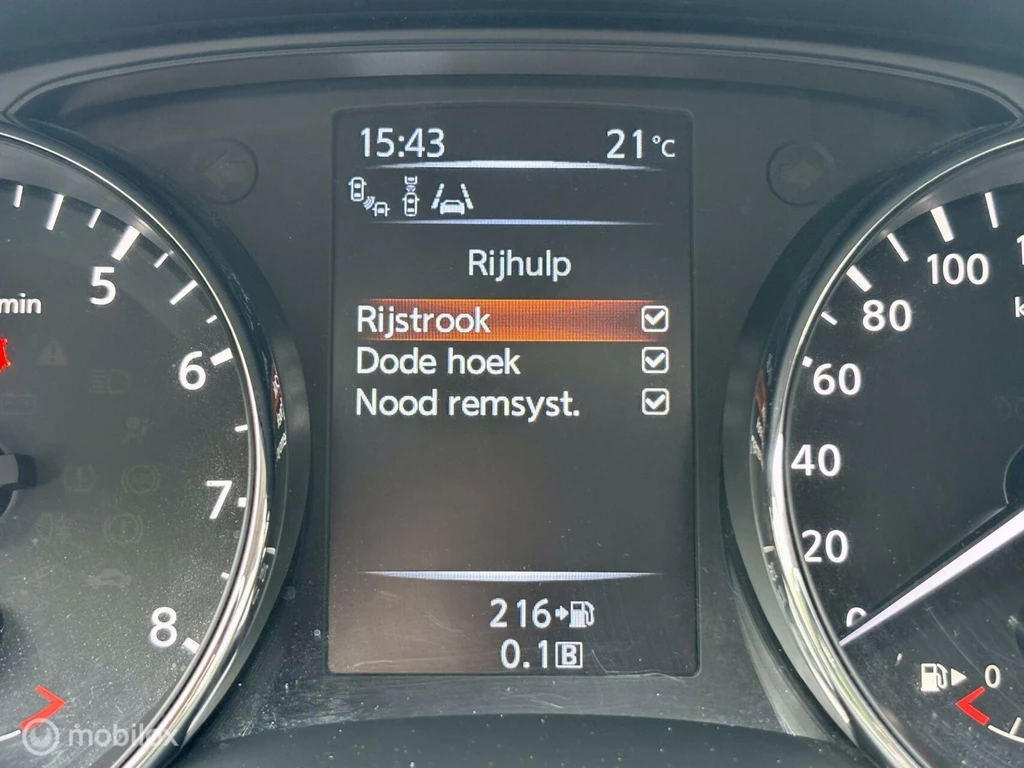 15:43 21 °C
Rijhulp
Rijstrook
Dode hoek
Nood remsyst.
216
0.1 B
5
min
6
7
8
100
80
60
40
20
0
0
mobilox